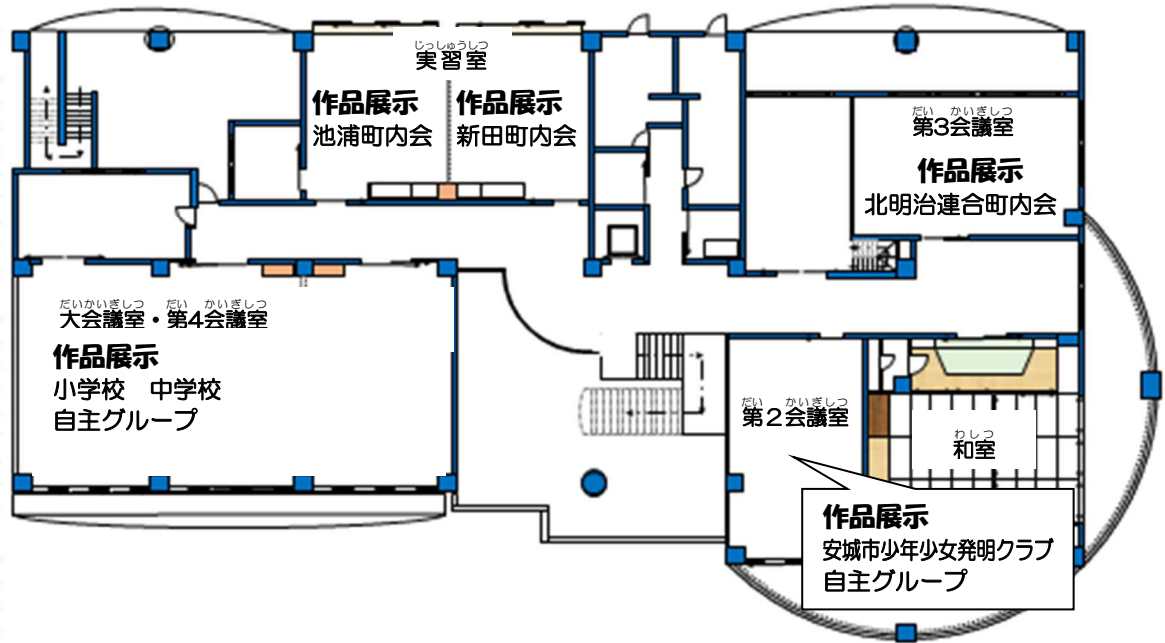 じっしゅうしつ
実習室
作品展示
池浦町内会
作品展示
新田町内会
だい かいぎしつ
第3会議室
作品展示
北明治連合町内会
だいかいぎしつ だい かいぎしつ
大会議室・第4会議室
作品展示
小学校 中学校
自主グループ
だい かいぎしつ
第2会議室
わしつ
和室
作品展示
安城市少年少女発明クラブ
自主グループ